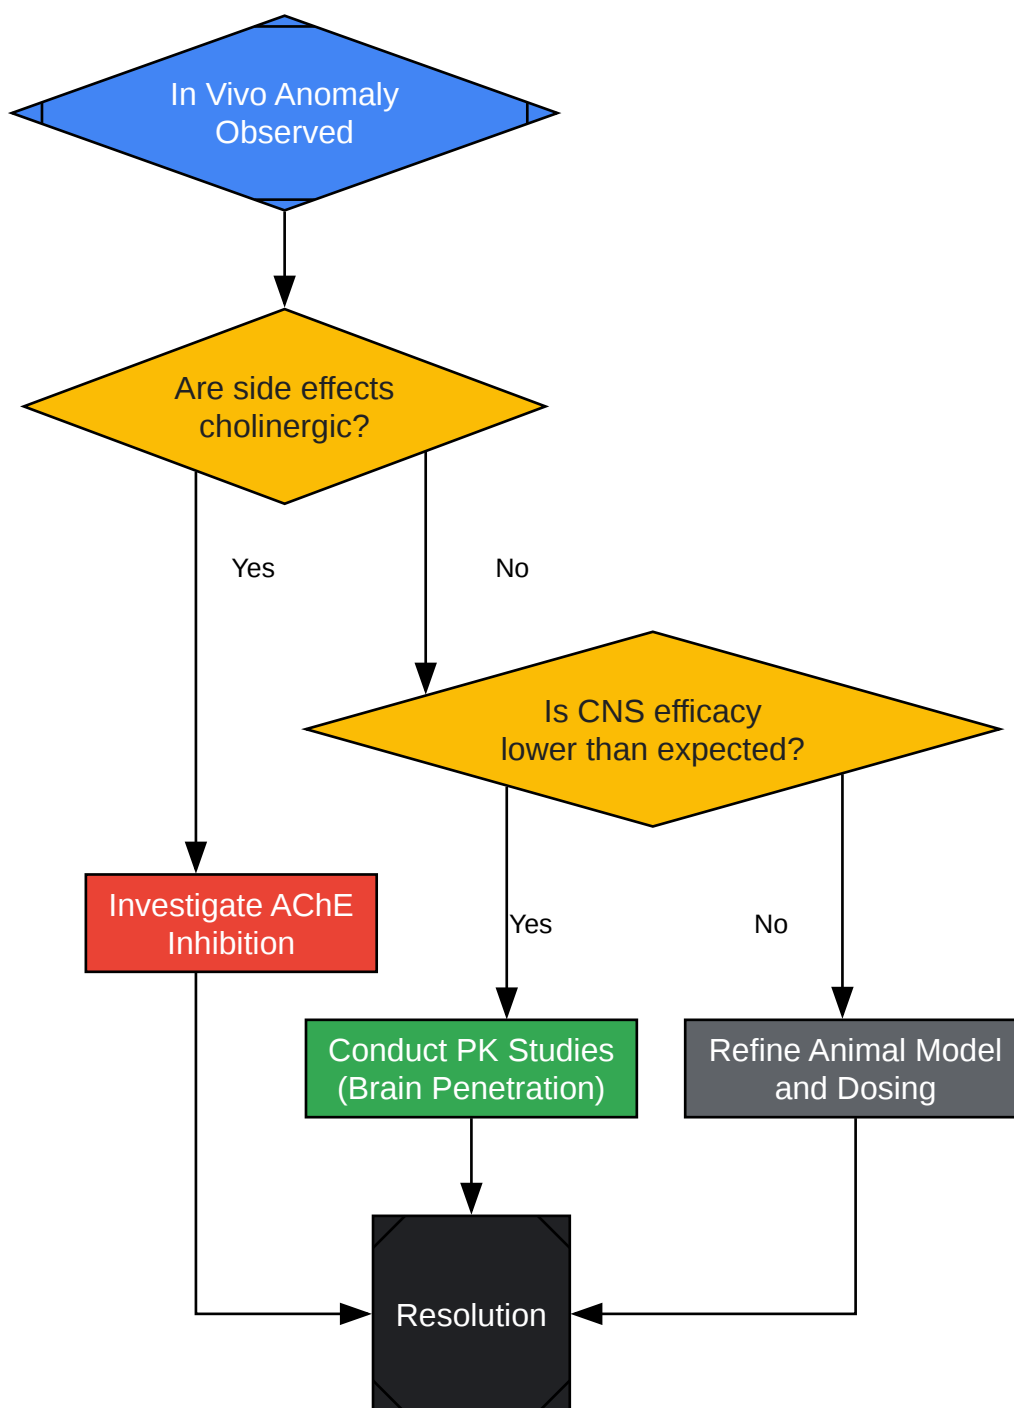 In Vivo Anomaly
Observed
Are side effects
cholinergic?
Yes
No
Is CNS efficacy
lower than expected?
Investigate AChE
Inhibition
Yes
No
Conduct PK Studies
(Brain Penetration)
Refine Animal Model
and Dosing
Resolution